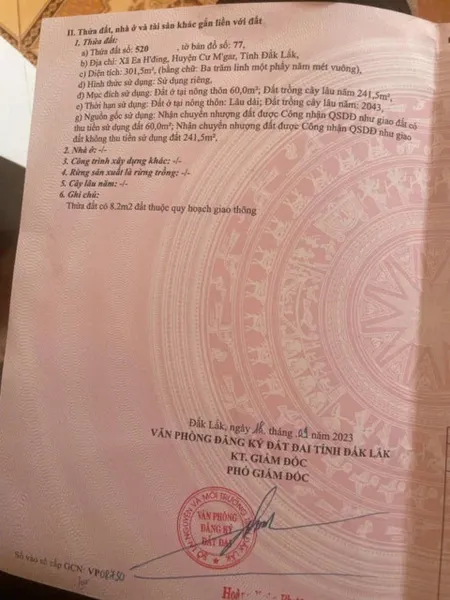 II. Thửa đất, nhà ở và tài sản khác gắn liền với đất
1. Thửa đất:
a) Thửa đất số: 520 , tờ bản đồ số: 77,
b) Địa chỉ: Xã Ea H'đing, Huyện Cư M'gar, Tỉnh Đắk Lắk,
c) Diện tích: 301,5m², (bằng chữ: Ba trăm linh một phẩy năm mét vuông),
d) Hình thức sử dụng: Sử dụng riêng,
đ) Mục đích sử dụng: Đất ở tại nông thôn 60,0m²; Đất trồng cây lâu năm 241,5m²,
e) Thời hạn sử dụng: Đất ở tại nông thôn: Lâu dài; Đất trồng cây lâu năm: 2043,
g) Nguồn gốc sử dụng: Nhận chuyển nhượng đất được Công nhận QSDĐ như giao đất có
thu tiền sử dụng 60,0m²; Nhận chuyển nhượng đất được Công nhận QSDĐ như giao
đất không thu tiền sử dụng 241,5m²,
2. Nhà ở: -/-
3. Công trình xây dựng khác: -/-
4. Rừng sản xuất là rừng trồng: -/-
5. Cây lâu năm: -/-
6. Ghi chú:
Thửa đất có 8.2m2 đất thuộc quy hoạch giao thông
Đắk Lắk, ngày 18 tháng 09 năm 2023
VĂN PHÒNG ĐĂNG KÝ ĐẤT ĐAI TỈNH ĐẮK LẮK
KT. GIÁM ĐỐC
PHÓ GIÁM ĐỐC
VĂN PHÒNG
ĐĂNG KÝ
ĐẤT ĐAI
Số vào sổ cấp GCN: VP08730